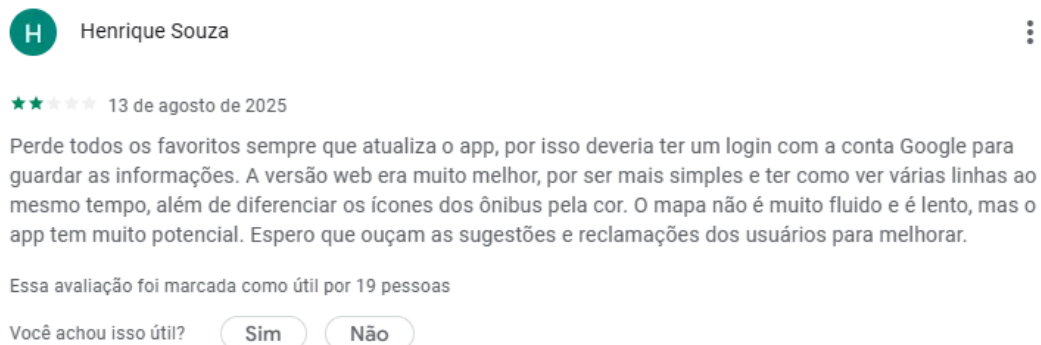 H
Henrique Souza
13 de agosto de 2025
Perde todos os favoritos sempre que atualiza o app, por isso deveria ter um login com a conta Google para
guardar as informações. A versão web era muito melhor, por ser mais simples e ter como ver várias linhas ao
mesmo tempo, além de diferenciar os ícones dos ônibus pela cor. O mapa não é muito fluido e é lento, mas o
app tem muito potencial. Espero que ouçam as sugestões e reclamações dos usuários para melhorar.
Essa avaliação foi marcada como útil por 19 pessoas
Você achou isso útil? Sim Não